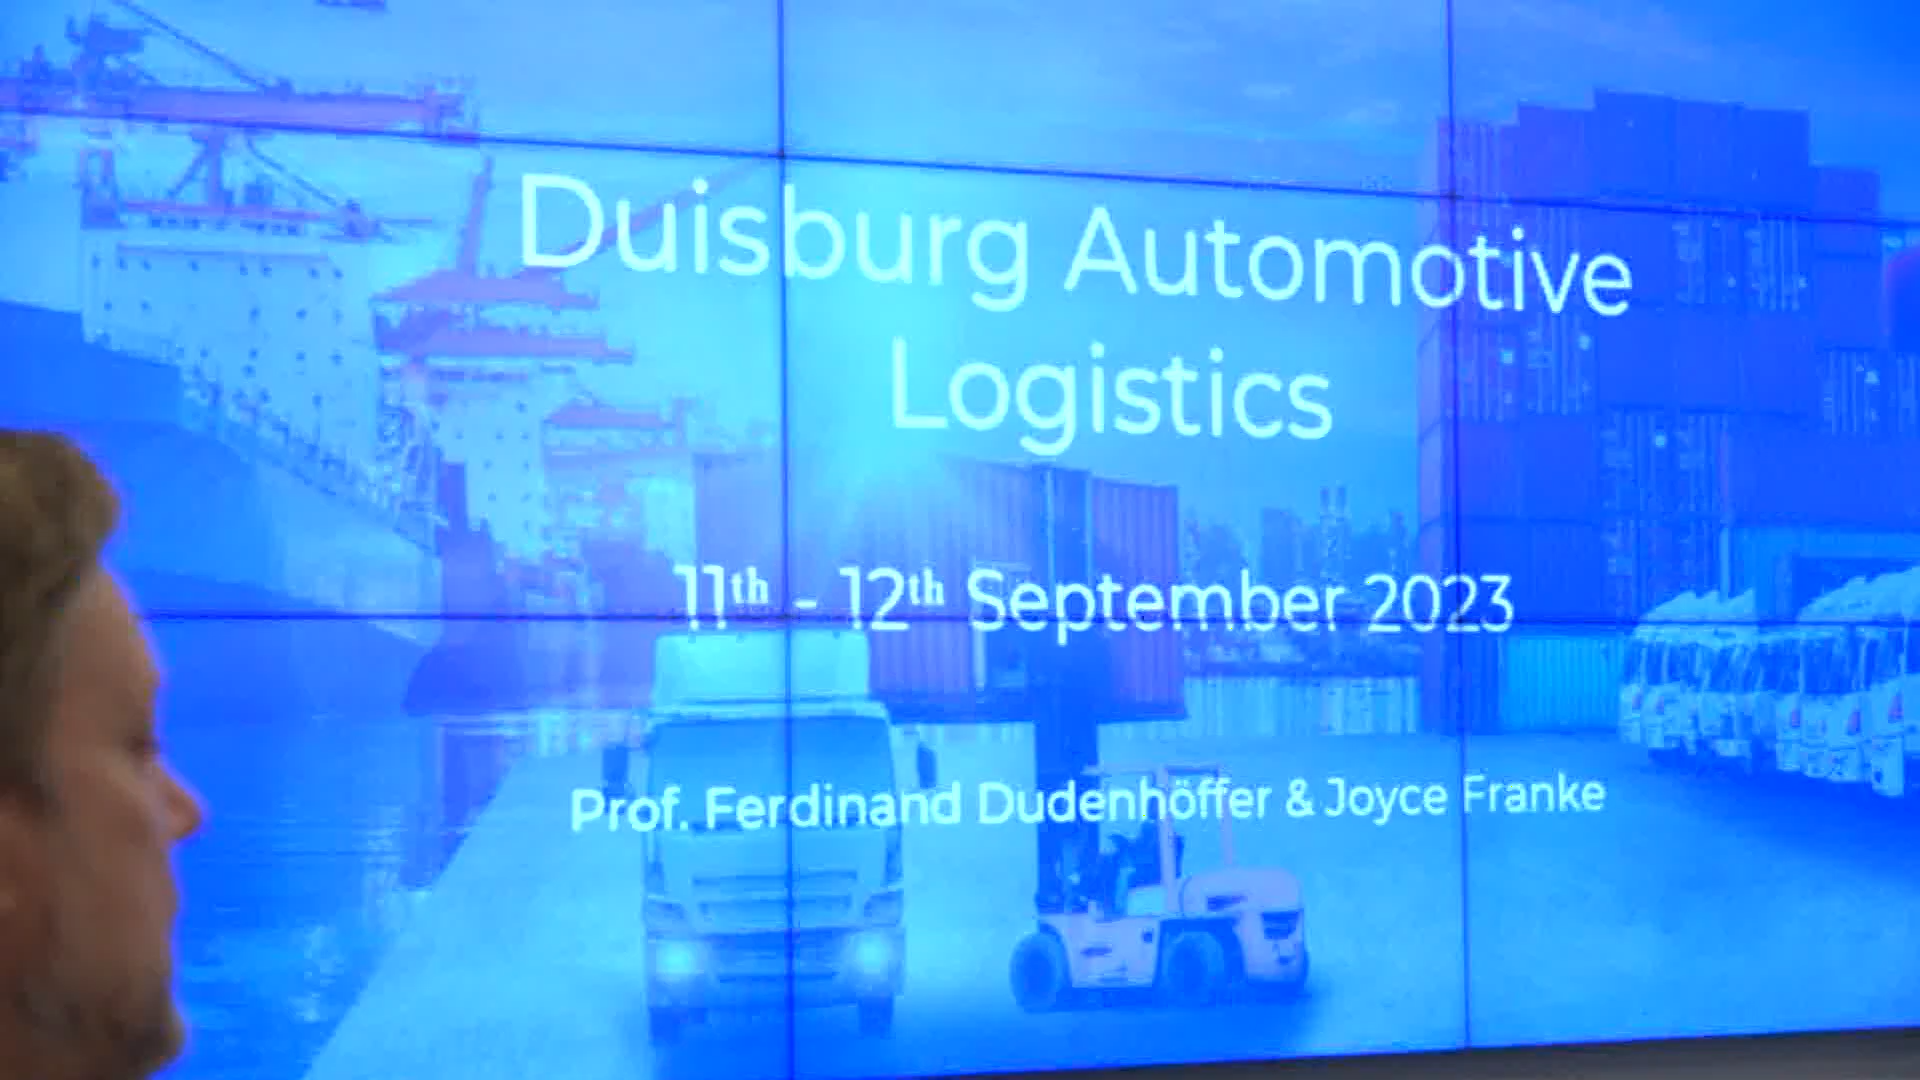 Duisburg Automotive
Logistics
11th - 12th September 2023
Prof. Ferdinand Dudenhöffer & Joyce Franke